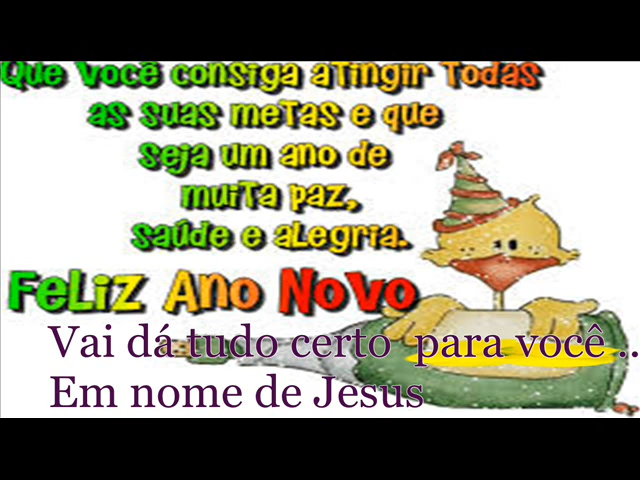 Que você consiga atingir todas
as suas metas e que
seja um ano de
muita paz,
saúde e alegria.
Feliz Ano Novo
Vai dá tudo certo para você ..
Em nome de Jesus